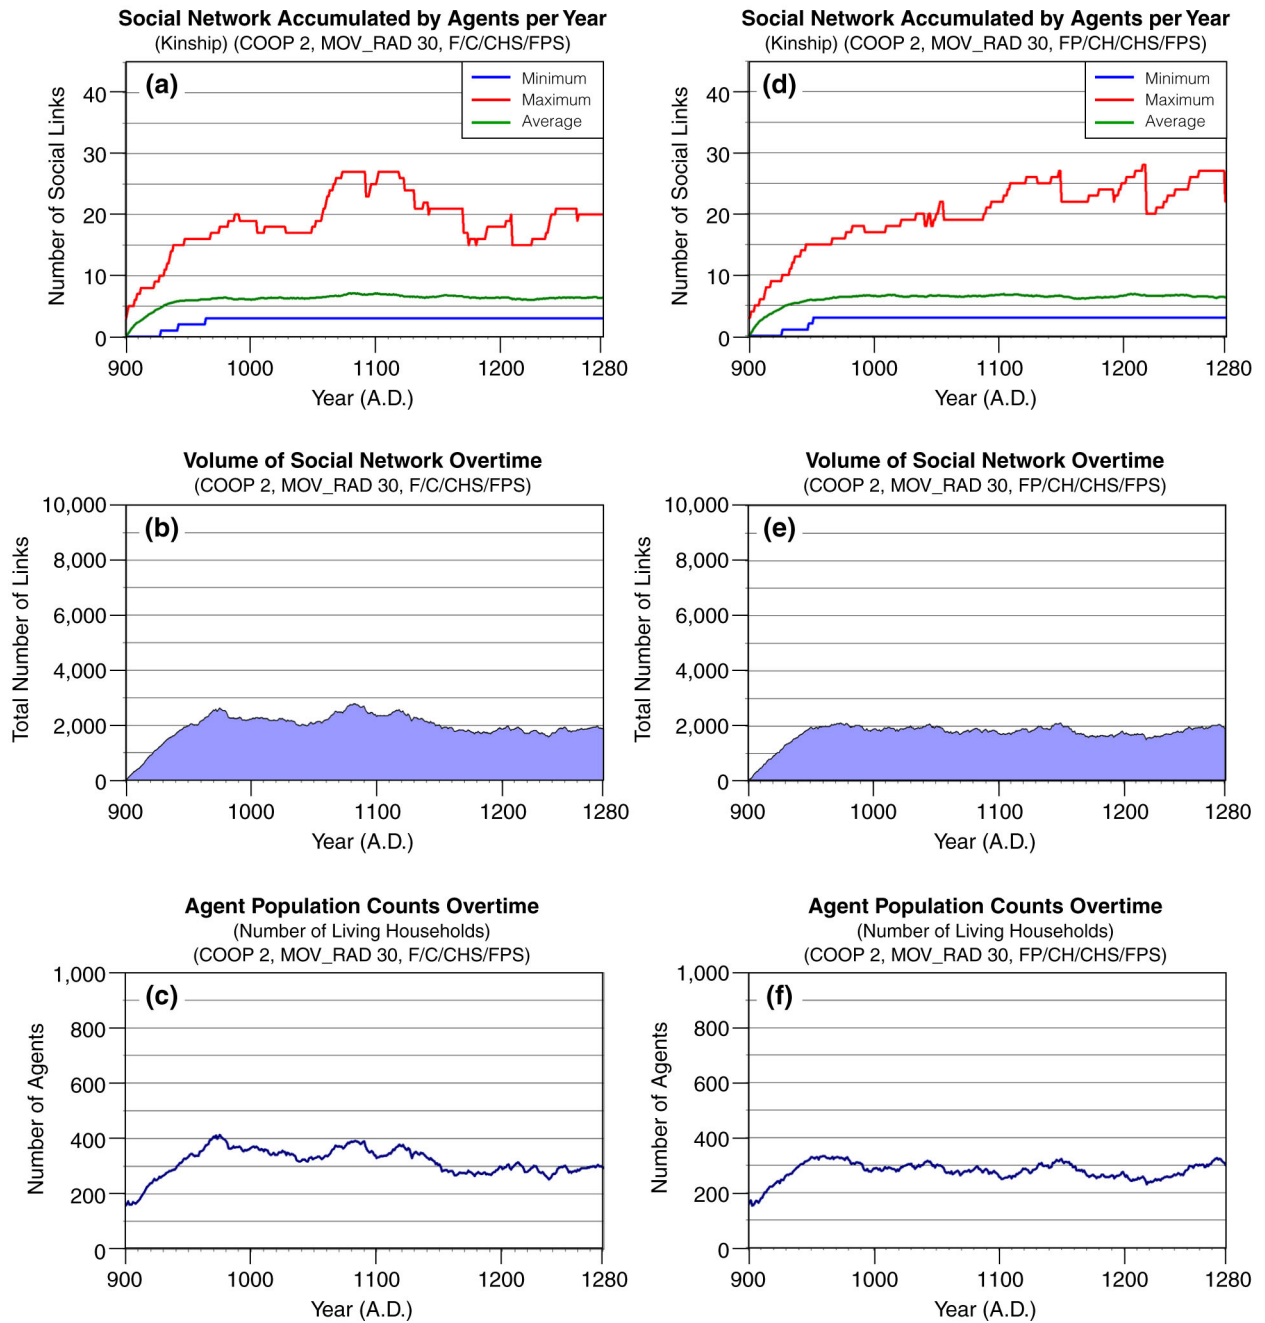 Social Network Accumulated by Agents per Year
(Kinship) (COOP 2, MOV_RAD 30, F/C/CHS/FPS)
(a)
Minimum
Maximum
Average
Number of Social Links
40
30
20
10
0
900 1000 1100 1200 1280
Year (A.D.)
Social Network Accumulated by Agents per Year
(Kinship) (COOP 2, MOV_RAD 30, FP/CH/CHS/FPS)
(d)
Minimum
Maximum
Average
Number of Social Links
40
30
20
10
0
900 1000 1100 1200 1280
Year (A.D.)
Volume of Social Network Overtime
(COOP 2, MOV_RAD 30, F/C/CHS/FPS)
(b)
Total Number of Links
10,000
8,000
6,000
4,000
2,000
0
900 1000 1100 1200 1280
Year (A.D.)
Volume of Social Network Overtime
(COOP 2, MOV_RAD 30, FP/CH/CHS/FPS)
(e)
Total Number of Links
10,000
8,000
6,000
4,000
2,000
0
900 1000 1100 1200 1280
Year (A.D.)
Agent Population Counts Overtime
(Number of Living Households)
(COOP 2, MOV_RAD 30, F/C/CHS/FPS)
(c)
Number of Agents
1,000
800
600
400
200
0
900 1000 1100 1200 1280
Year (A.D.)
Agent Population Counts Overtime
(Number of Living Households)
(COOP 2, MOV_RAD 30, FP/CH/CHS/FPS)
(f)
Number of Agents
1,000
800
600
400
200
0
900 1000 1100 1200 1280
Year (A.D.)